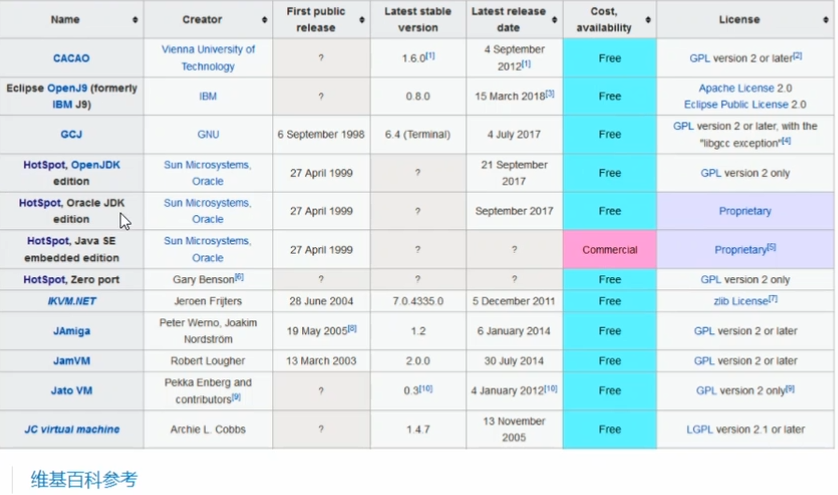 Name Creator First public release Latest stable version Latest release date Cost, availability License
CACAO Vienna University of Technology ? 1.6.0[1] 4 September 2012[1] Free GPL version 2 or later[2]
Eclipse OpenJ9 (formerly IBM J9) IBM ? 0.8.0 15 March 2018[3] Free Apache License 2.0 Eclipse Public License 2.0
GCJ GNU 6 September 1998 6.4 (Terminal) 4 July 2017 Free GPL version 2 or later, with the "libgcc exception"[4]
HotSpot, OpenJDK edition Sun Microsystems, Oracle 27 April 1999 ? 21 September 2017 Free GPL version 2 only
HotSpot, Oracle JDK edition Sun Microsystems, Oracle 27 April 1999 ? September 2017 Free Proprietary
HotSpot, Java SE embedded edition Sun Microsystems, Oracle 27 April 1999 ? ? Commercial Proprietary[5]
HotSpot, Zero port Gary Benson[6] ? ? ? Free GPL version 2 only
IKVM.NET Jeroen Frijters 28 June 2004 7.0.4335.0 5 December 2011 Free zlib License[7]
JAmiga Peter Werno, Joakim Nordström 19 May 2005[8] 1.2 6 January 2014 Free GPL version 2 or later
JamVM Robert Lougher 13 March 2003 2.0.0 30 July 2014 Free GPL version 2 or later
Jato VM Pekka Enberg and contributors[9] ? 0.3[10] 4 January 2012[10] Free GPL version 2 only[9]
JC virtual machine Archie L. Cobbs ? 1.4.7 13 November 2005 Free LGPL version 2.1 or later
维基百科参考